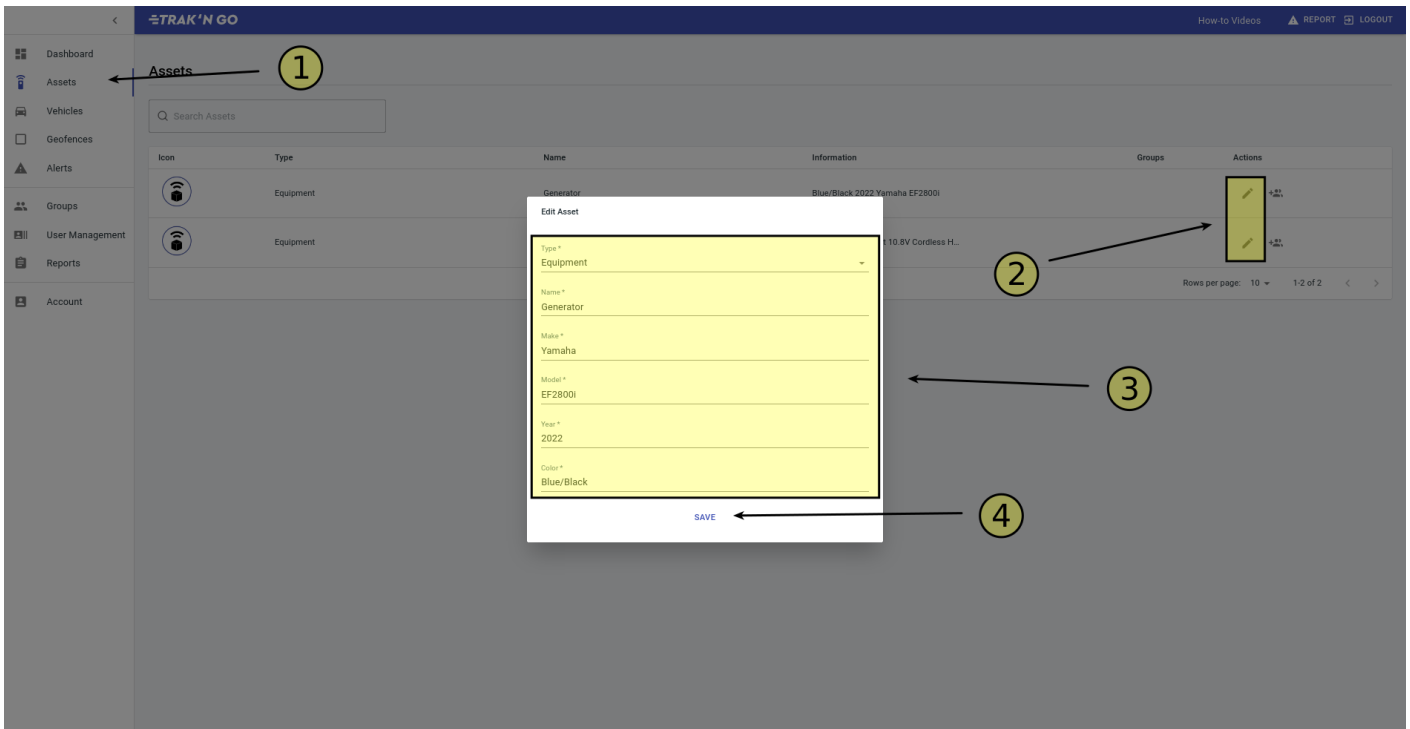 TRAK'N GO
How-to Videos
REPORT
LOGOUT
Dashboard
Assets
Vehicles
Geofences
Alerts
Groups
User Management
Reports
Account
1
Assets
Search Assets
Icon Type Name Information Groups Actions
Equipment Generator Blue/Black 2022 Yamaha EF2800i
Equipment 10.8V Cordless H...
2
Rows per page: 10 1-2 of 2
Edit Asset
Type *
Equipment
Name *
Generator
Make *
Yamaha
Model *
EF2800i
Year *
2022
Color *
Blue/Black
3
SAVE
4